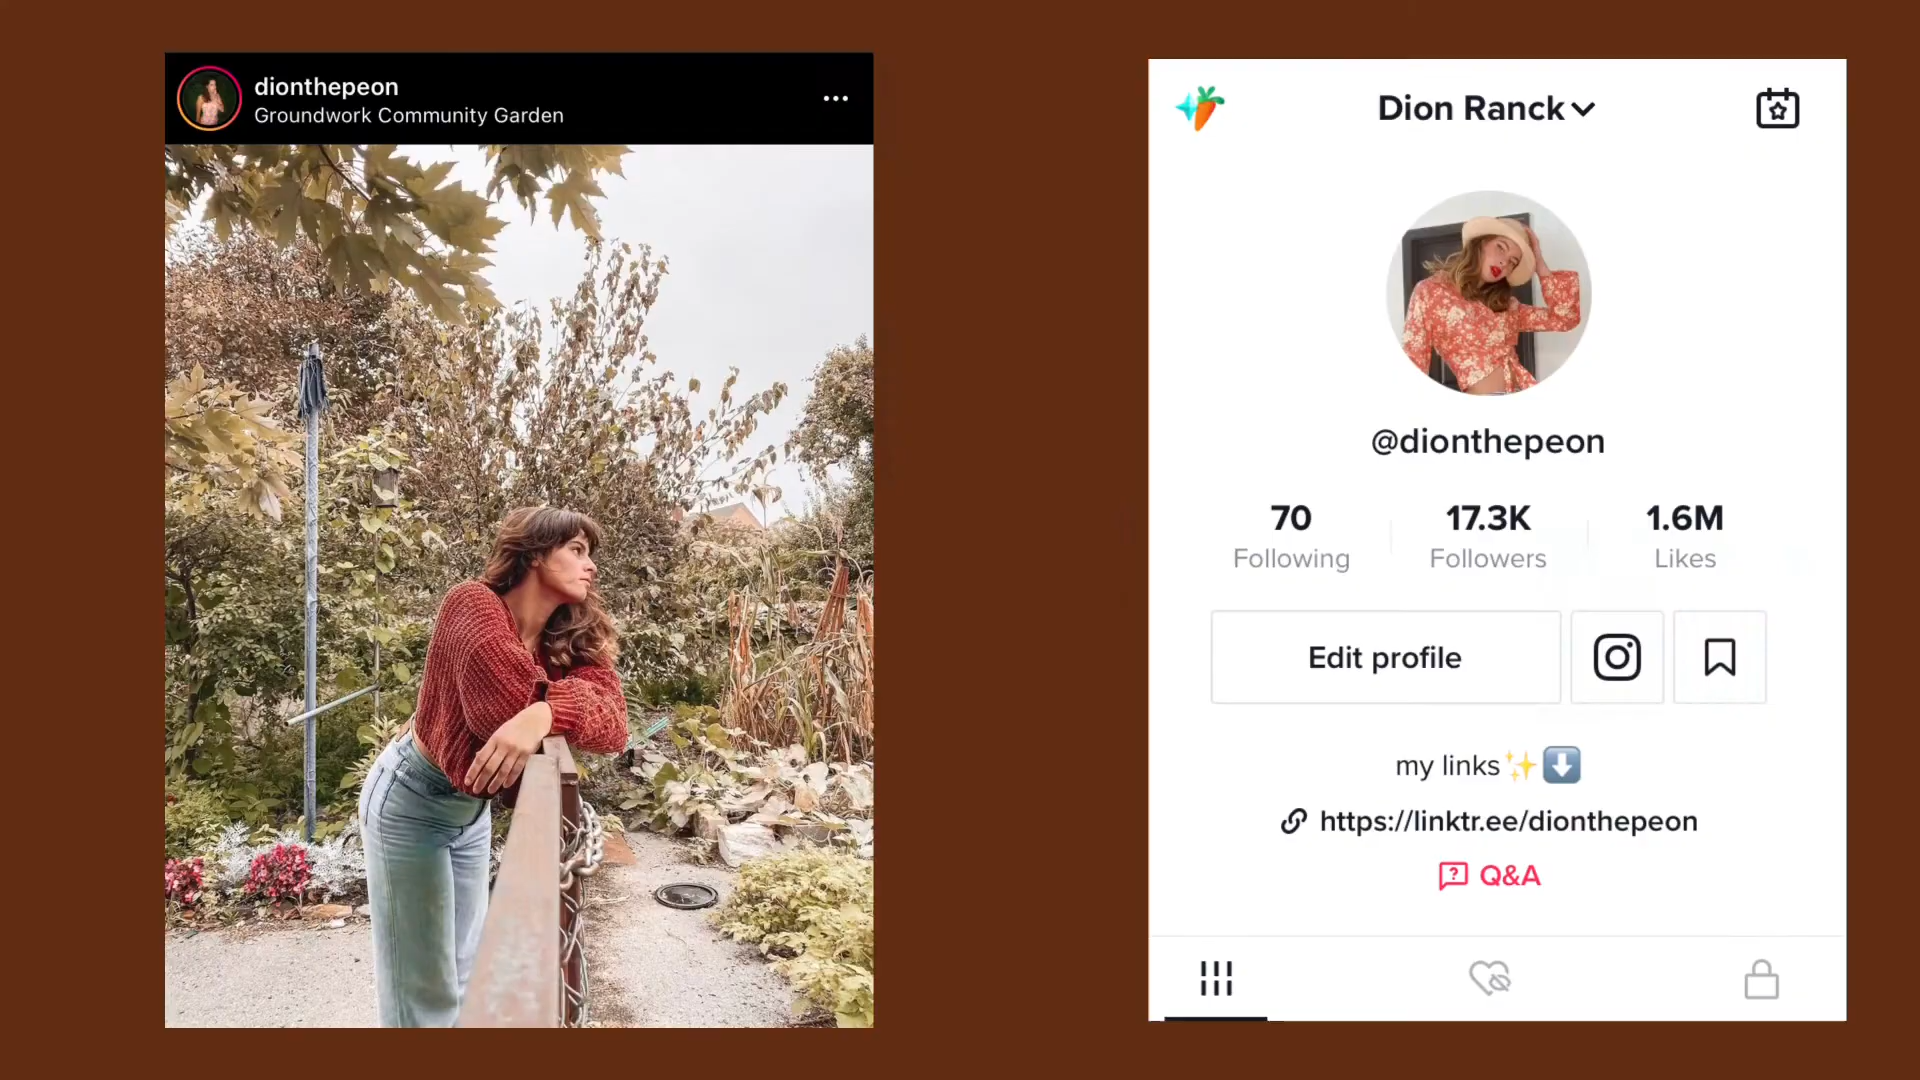 dionthepeon
Groundwork Community Garden
Dion Ranck
@dionthepeon
70 17.3K 1.6M
Following Followers Likes
Edit profile
my links✨⬇️
https://linktr.ee/dionthepeon
Q&A